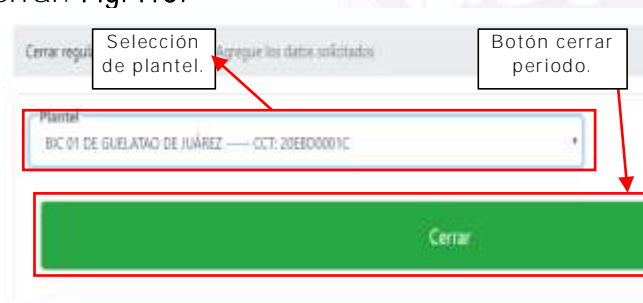 Cerrar regul
Selección
de plantel.
Agregue los datos solicitados
Botón cerrar
periodo.
Plantel
BIC 01 DE GUELATAO DE JUÁREZ ----- CCT: 20EBD0001C
Cerrar